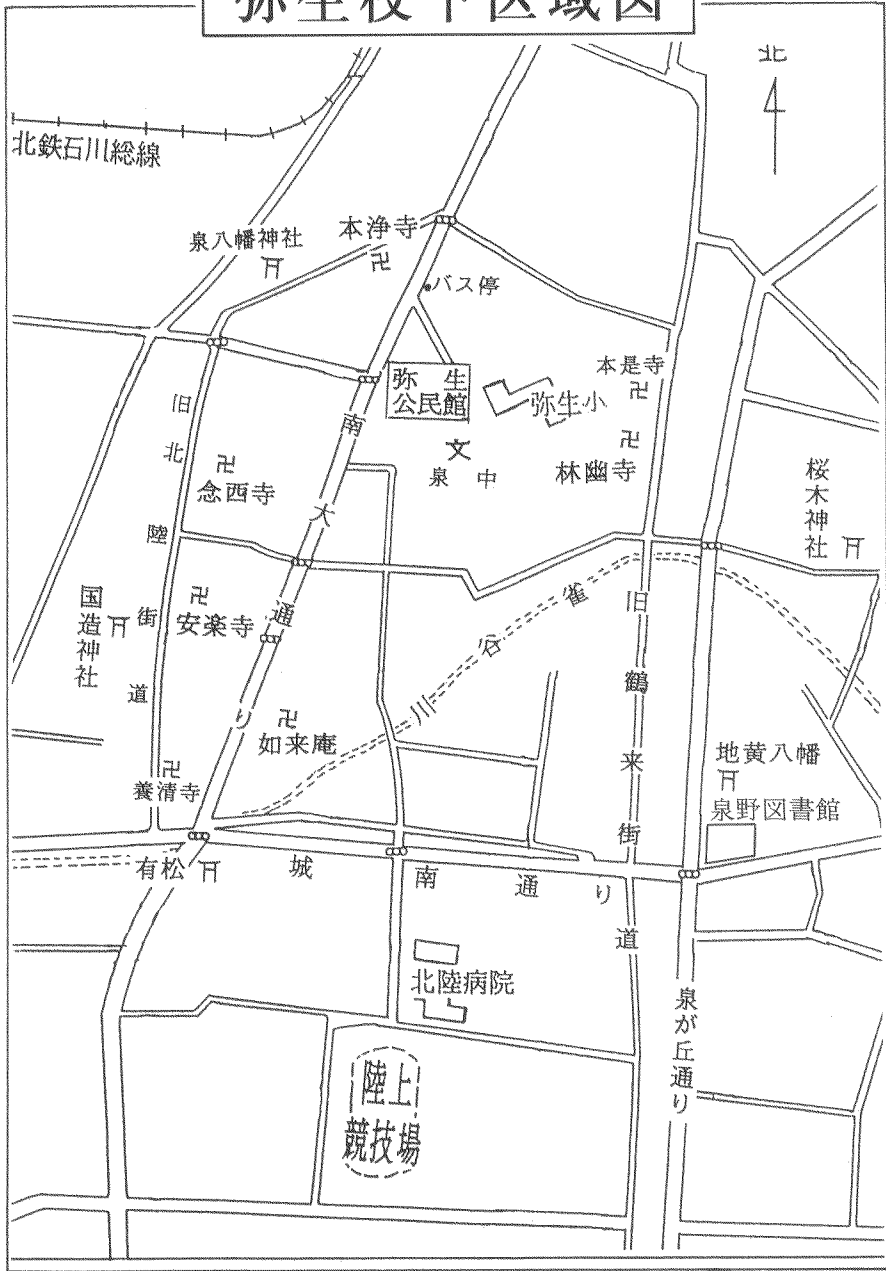 弥生校下区域図
北
北鉄石川総線
泉八幡神社
本浄寺
バス停
弥生
公民館
弥生小
本是寺
文
泉中
林幽寺
桜木神社
旧北陸街道
念西寺
南大通り
国造神社
安楽寺
雀谷川
旧鶴来街道
如来庵
養清寺
地黄八幡
泉野図書館
有松
城南通り
北陸病院
泉が丘通り
陸上
競技場